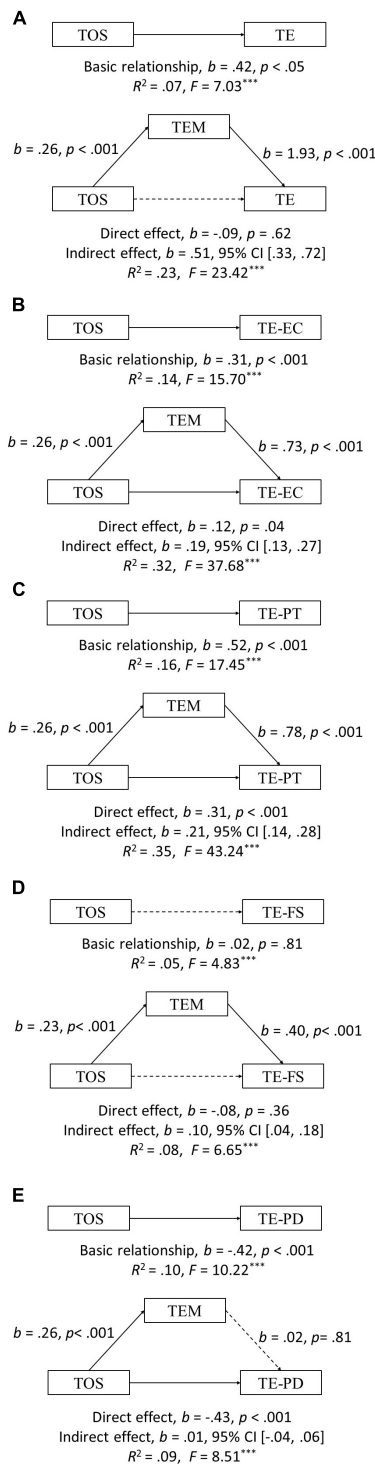 A
TOS TE
Basic relationship, b = .42, p < .05
R² = .07, F = 7.03***
TEM
b = .26, p < .001 b = 1.93, p < .001
TOS TE
Direct effect, b = -.09, p = .62
Indirect effect, b = .51, 95% CI [.33, .72]
R² = .23, F = 23.42***
B
TOS TE-EC
Basic relationship, b = .31, p < .001
R² = .14, F = 15.70***
TEM
b = .26, p < .001 b = .73, p < .001
TOS TE-EC
Direct effect, b = .12, p = .04
Indirect effect, b = .19, 95% CI [.13, .27]
R² = .32, F = 37.68***
C
TOS TE-PT
Basic relationship, b = .52, p < .001
R² = .16, F = 17.45***
TEM
b = .26, p < .001 b = .78, p < .001
TOS TE-PT
Direct effect, b = .31, p < .001
Indirect effect, b = .21, 95% CI [.14, .28]
R² = .35, F = 43.24***
D
TOS TE-FS
Basic relationship, b = .02, p = .81
R² = .05, F = 4.83***
TEM
b = .23, p< .001 b = .40, p< .001
TOS TE-FS
Direct effect, b = -.08, p = .36
Indirect effect, b = .10, 95% CI [.04, .18]
R² = .08, F = 6.65***
E
TOS TE-PD
Basic relationship, b = -.42, p < .001
R² = .10, F = 10.22***
TEM
b = .26, p< .001 b = .02, p= .81
TOS TE-PD
Direct effect, b = -.43, p < .001
Indirect effect, b = .01, 95% CI [-.04, .06]
R² = .09, F = 8.51***